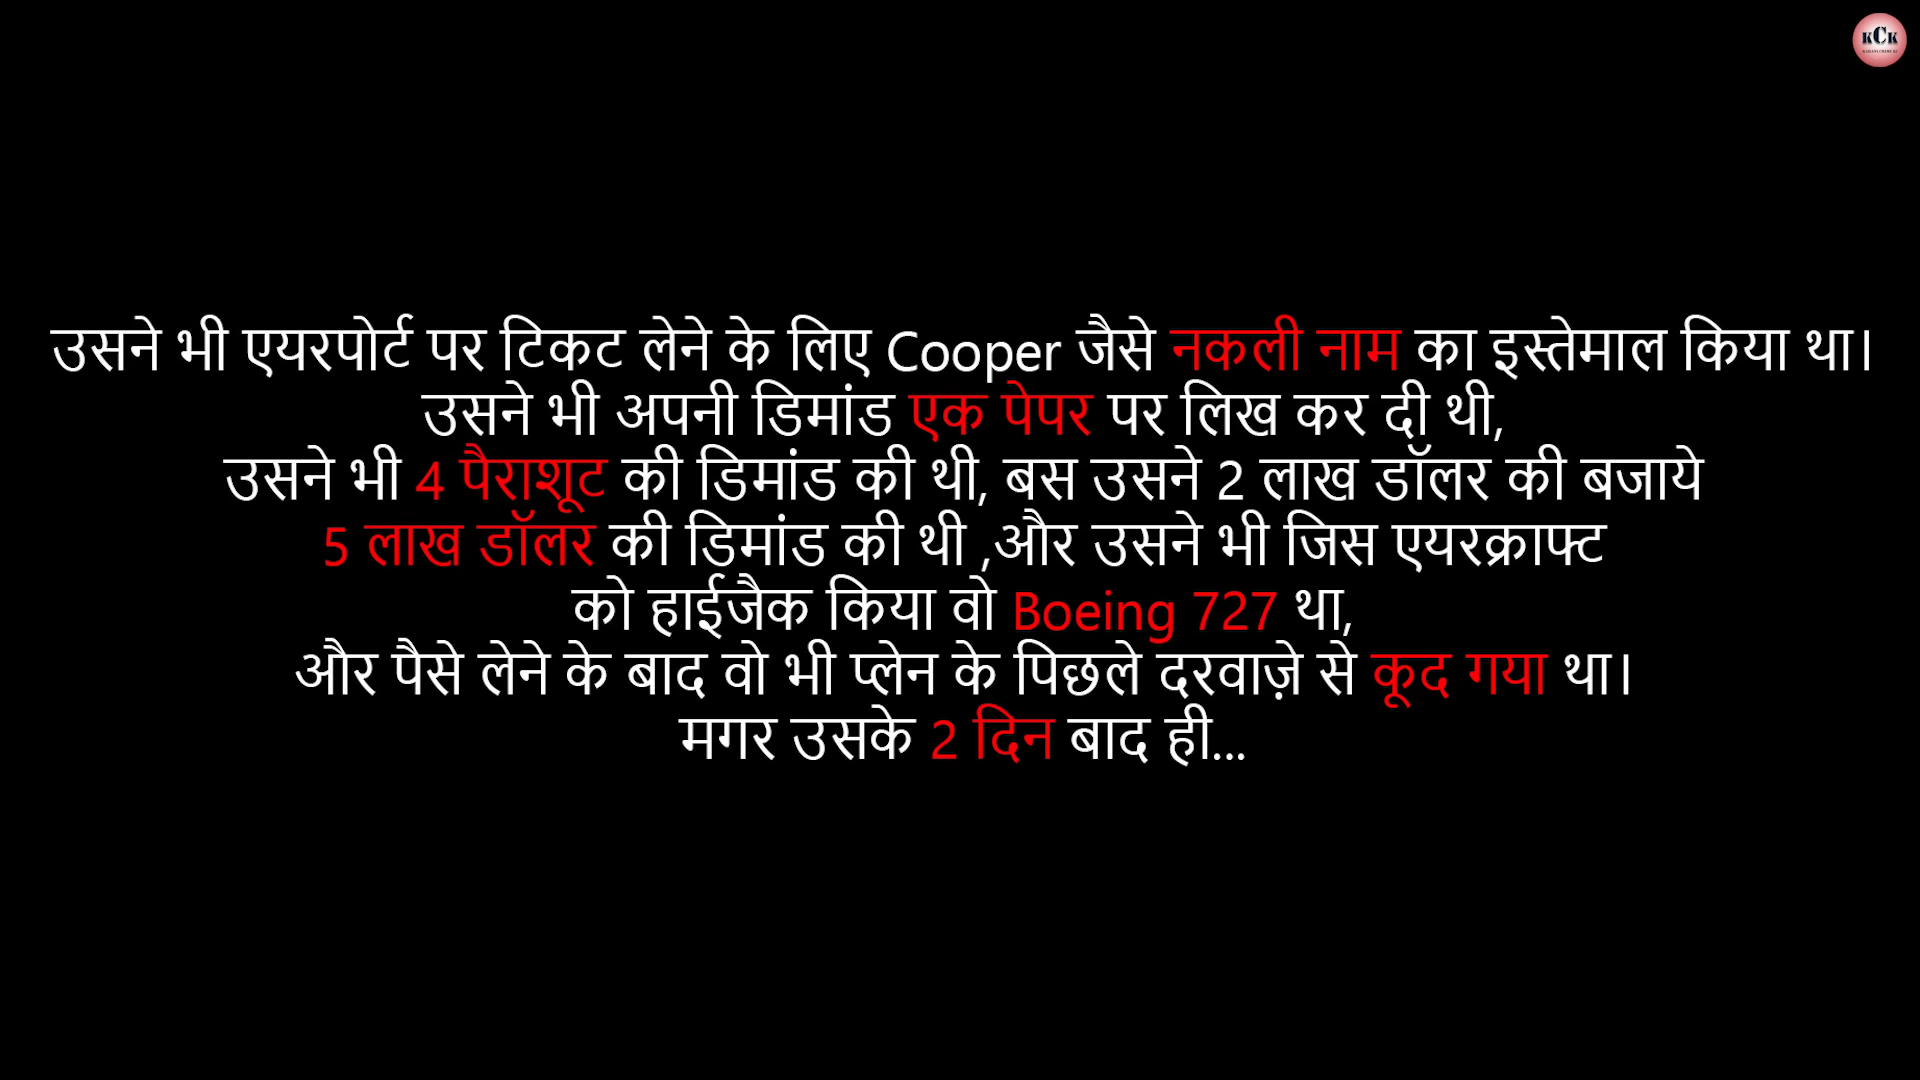 KCK
उसने भी एयरपोर्ट पर टिकट लेने के लिए Cooper जैसे नकली नाम का इस्तेमाल किया था।
उसने भी अपनी डिमांड एक पेपर पर लिख कर दी थी,
उसने भी 4 पैराशूट की डिमांड की थी, बस उसने 2 लाख डॉलर की बजाये
5 लाख डॉलर की डिमांड की थी ,और उसने भी जिस एयरक्राफ्ट
को हाईजैक किया वो Boeing 727 था,
और पैसे लेने के बाद वो भी प्लेन के पिछले दरवाज़े से कूद गया था।
मगर उसके 2 दिन बाद ही...